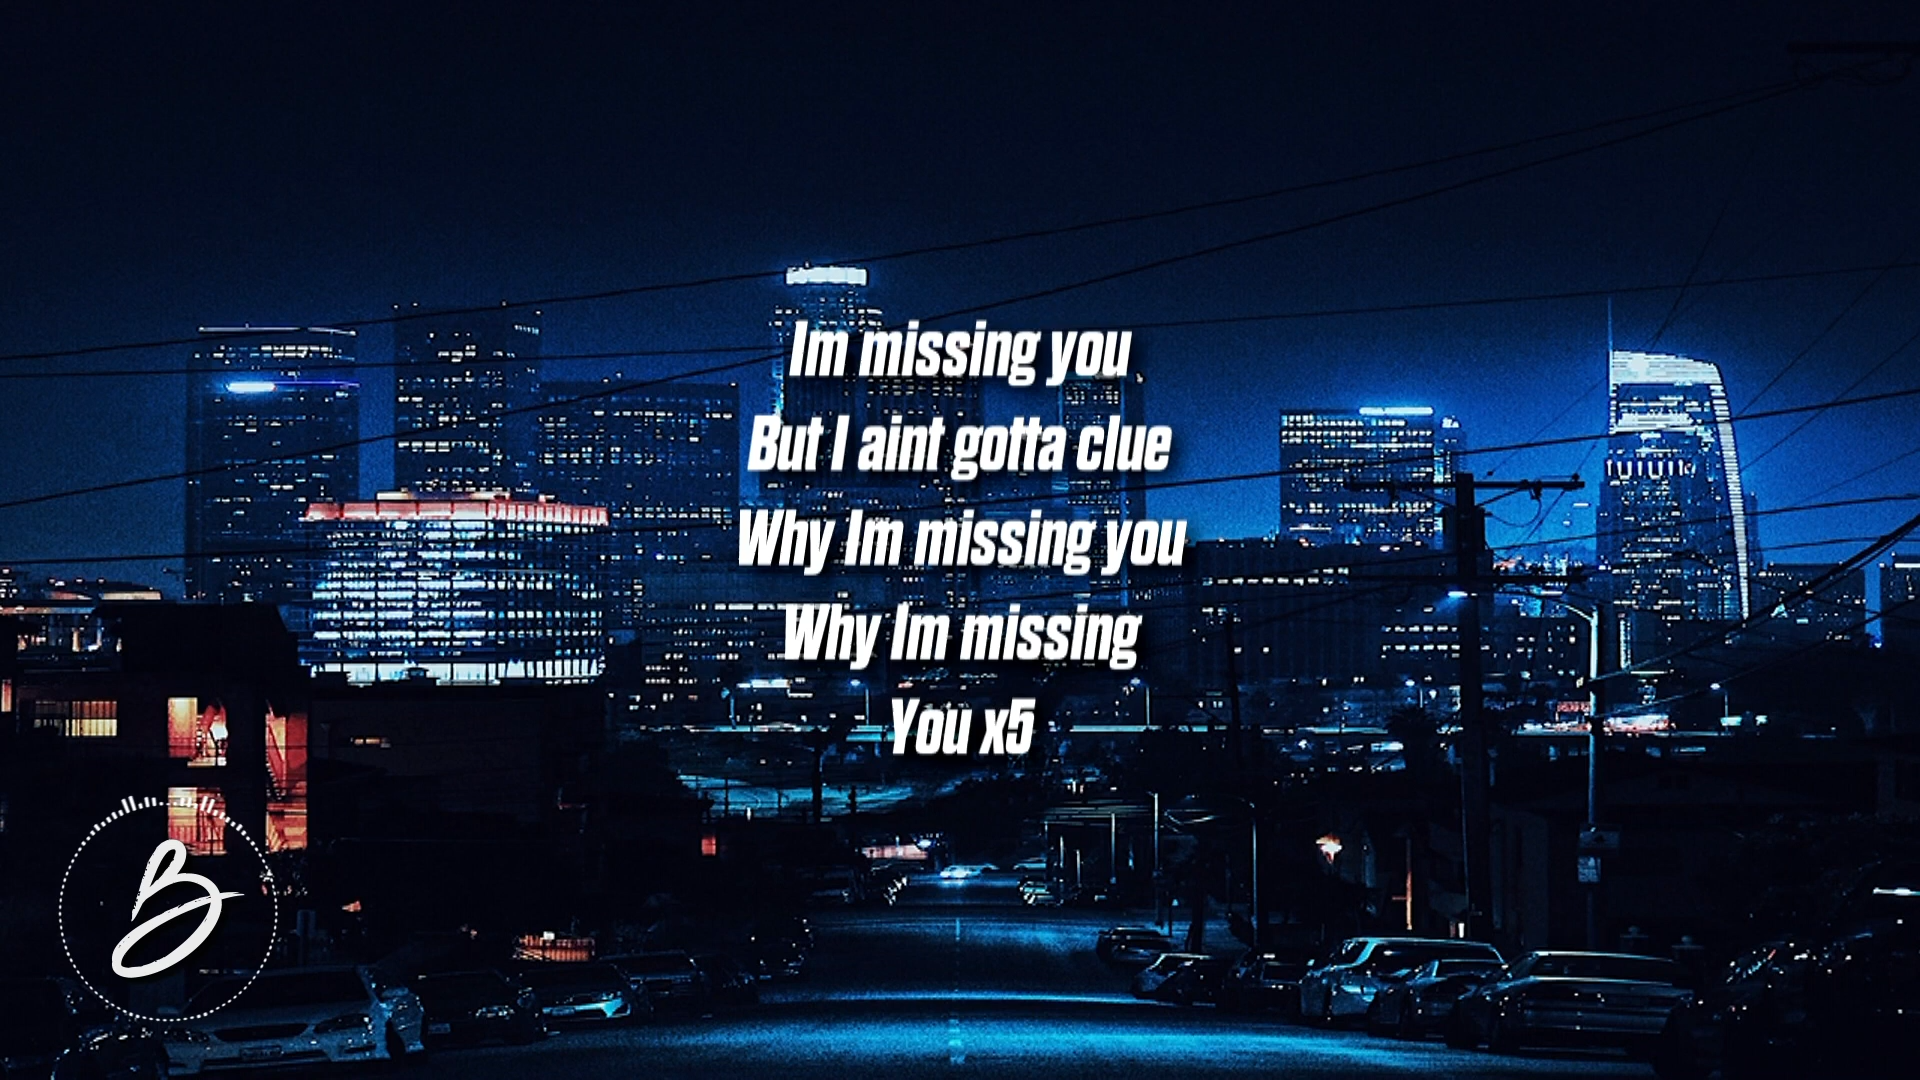 Im missing you
But I aint gotta clue
Why Im missing you
Why Im missing
You x5
B